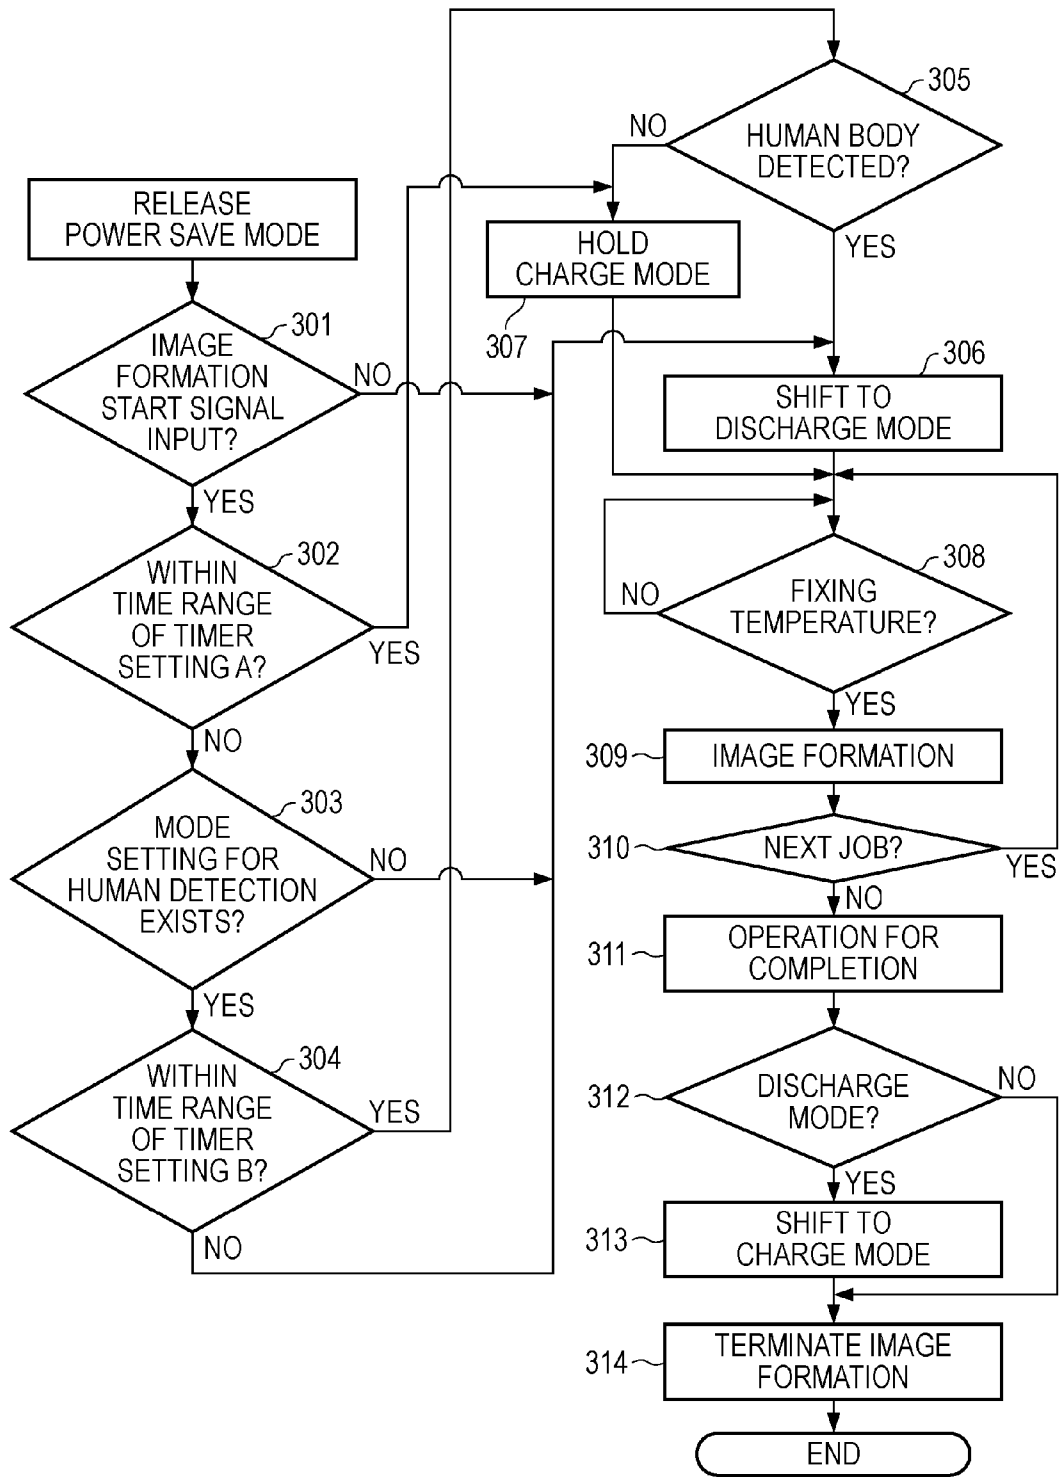 RELEASE
POWER SAVE MODE
301
IMAGE
FORMATION
START SIGNAL
INPUT?
NO
YES
302
WITHIN
TIME RANGE
OF TIMER
SETTING A?
YES
NO
303
MODE
SETTING FOR
HUMAN DETECTION
EXISTS?
NO
YES
304
WITHIN
TIME RANGE
OF TIMER
SETTING B?
YES
NO
305
HUMAN BODY
DETECTED?
NO
YES
HOLD
CHARGE MODE
307
306
SHIFT TO
DISCHARGE MODE
308
FIXING
TEMPERATURE?
NO
YES
309
IMAGE FORMATION
310
NEXT JOB?
YES
NO
311
OPERATION FOR
COMPLETION
312
DISCHARGE
MODE?
NO
YES
313
SHIFT TO
CHARGE MODE
314
TERMINATE IMAGE
FORMATION
END